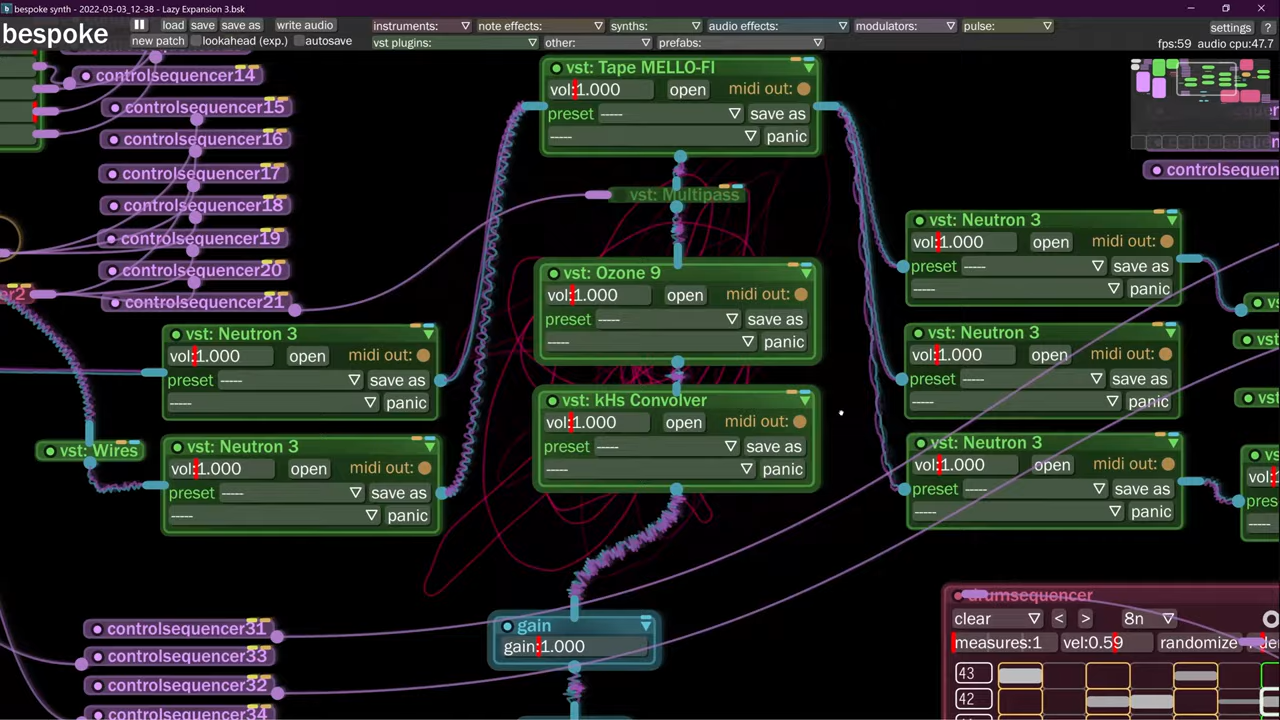 bespoke synth - 2022-03-03_12-38 - Lazy Expansion 3.bsk
bespoke
load save save as write audio
new patch lookahead (exp.) autosave
instruments: note effects: synths: audio effects: modulators: pulse:
vst plugins: other: prefabs:
settings ?
fps:59 audio cpu:47.7
controlsequencer14
controlsequencer15
controlsequencer16
controlsequencer17
controlsequencer18
controlsequencer19
controlsequencer20
controlsequencer21
vst: Tape MELLO-FI
vol:1.000 open midi out:
preset ----- save as
----- panic
vst: Multipass
controlsequen
vst: Ozone 9
vol:1.000 open midi out:
preset ----- save as
----- panic
vst: kHs Convolver
vol:1.000 open midi out:
preset ----- save as
----- panic
vst: Neutron 3
vol:1.000 open midi out:
preset ----- save as
----- panic
vst: Neutron 3
vol:1.000 open midi out:
preset ----- save as
----- panic
vst: Wires
vst: Neutron 3
vol:1.000 open midi out:
preset ----- save as
----- panic
vst: Neutron 3
vol:1.000 open midi out:
preset ----- save as
----- panic
vst: Neutron 3
vol:1.000 open midi out:
preset ----- save as
----- panic
gain
gain:1.000
controlsequencer31
controlsequencer33
controlsequencer32
controlsequencer34
drumsequencer
clear < > 8n
measures:1 vel:0.59 randomize
43
42